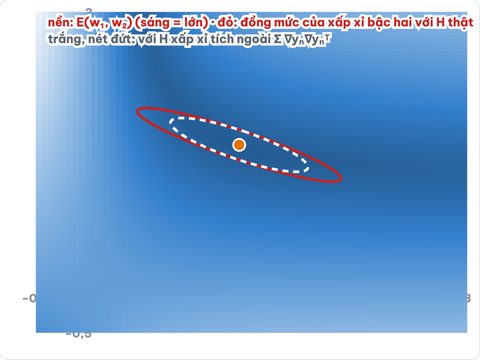 nền: E(w₁, w₂) (sáng = lớn) · đỏ: đồng mức của xấp xỉ bậc hai với H thật
trắng, nét đứt: với H xấp xỉ tích ngoài Σ ∇yₙ∇yₙᵀ
-0,5